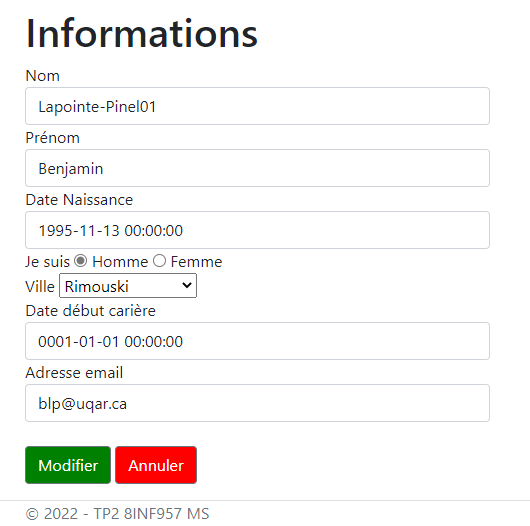 Informations
Nom
Lapointe-Pinel01
Prénom
Benjamin
Date Naissance
1995-11-13 00:00:00
Je suis Homme Femme
Ville Rimouski
Date début carière
0001-01-01 00:00:00
Adresse email
blp@uqar.ca
Modifier Annuler
© 2022 - TP2 8INF957 MS